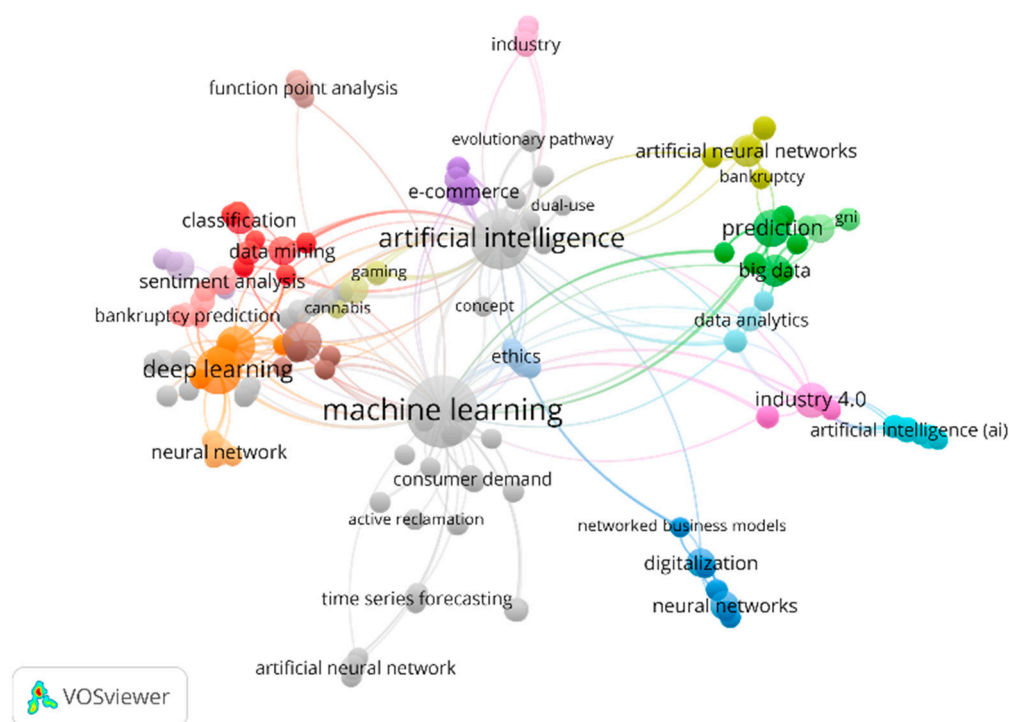 industry
function point analysis
evolutionary pathway
artificial neural networks
bankruptcy
e-commerce
dual-use
gni
classification
prediction
artificial intelligence
data mining
gaming
big data
sentiment analysis
cannabis
concept
bankruptcy prediction
data analytics
ethics
deep learning
industry 4.0
machine learning
artificial intelligence (ai)
neural network
consumer demand
active reclamation
networked business models
digitalization
time series forecasting
neural networks
artificial neural network
VOSviewer